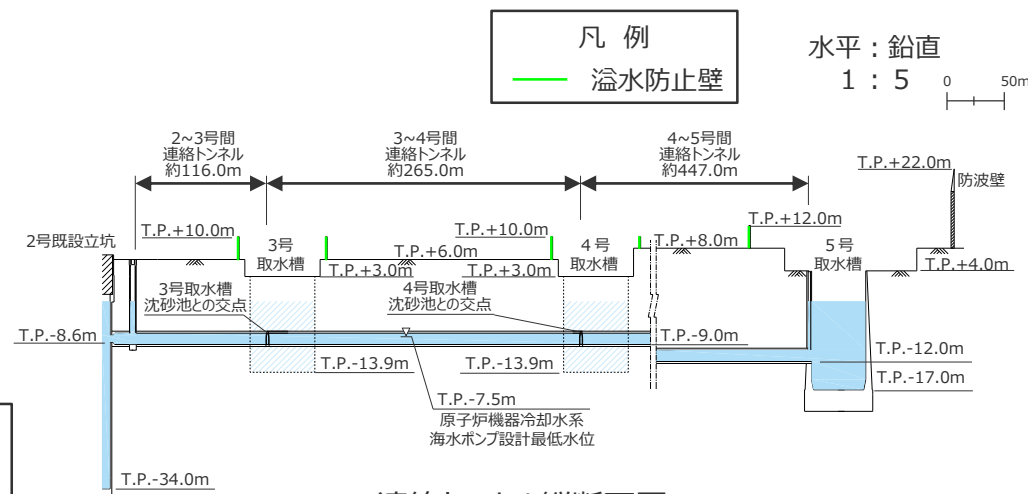 凡 例
溢水防止壁
水平:鉛直
1:5
0 50m
2~3号間
連絡トンネル
約116.0m
3~4号間
連絡トンネル
約265.0m
4~5号間
連絡トンネル
約447.0m
T.P.+22.0m
防波壁
2号既設立坑
T.P.+10.0m
3号
取水槽
T.P.+10.0m
4号
取水槽
T.P.+12.0m
5号
取水槽
T.P.+6.0m
T.P.+8.0m
T.P.+3.0m
T.P.+3.0m
T.P.+4.0m
3号取水槽
沈砂池との交点
4号取水槽
沈砂池との交点
T.P.-8.6m
T.P.-9.0m
T.P.-12.0m
T.P.-13.9m
T.P.-13.9m
T.P.-17.0m
T.P.-7.5m
原子炉機器冷却水系
海水ポンプ設計最低水位
T.P.-34.0m